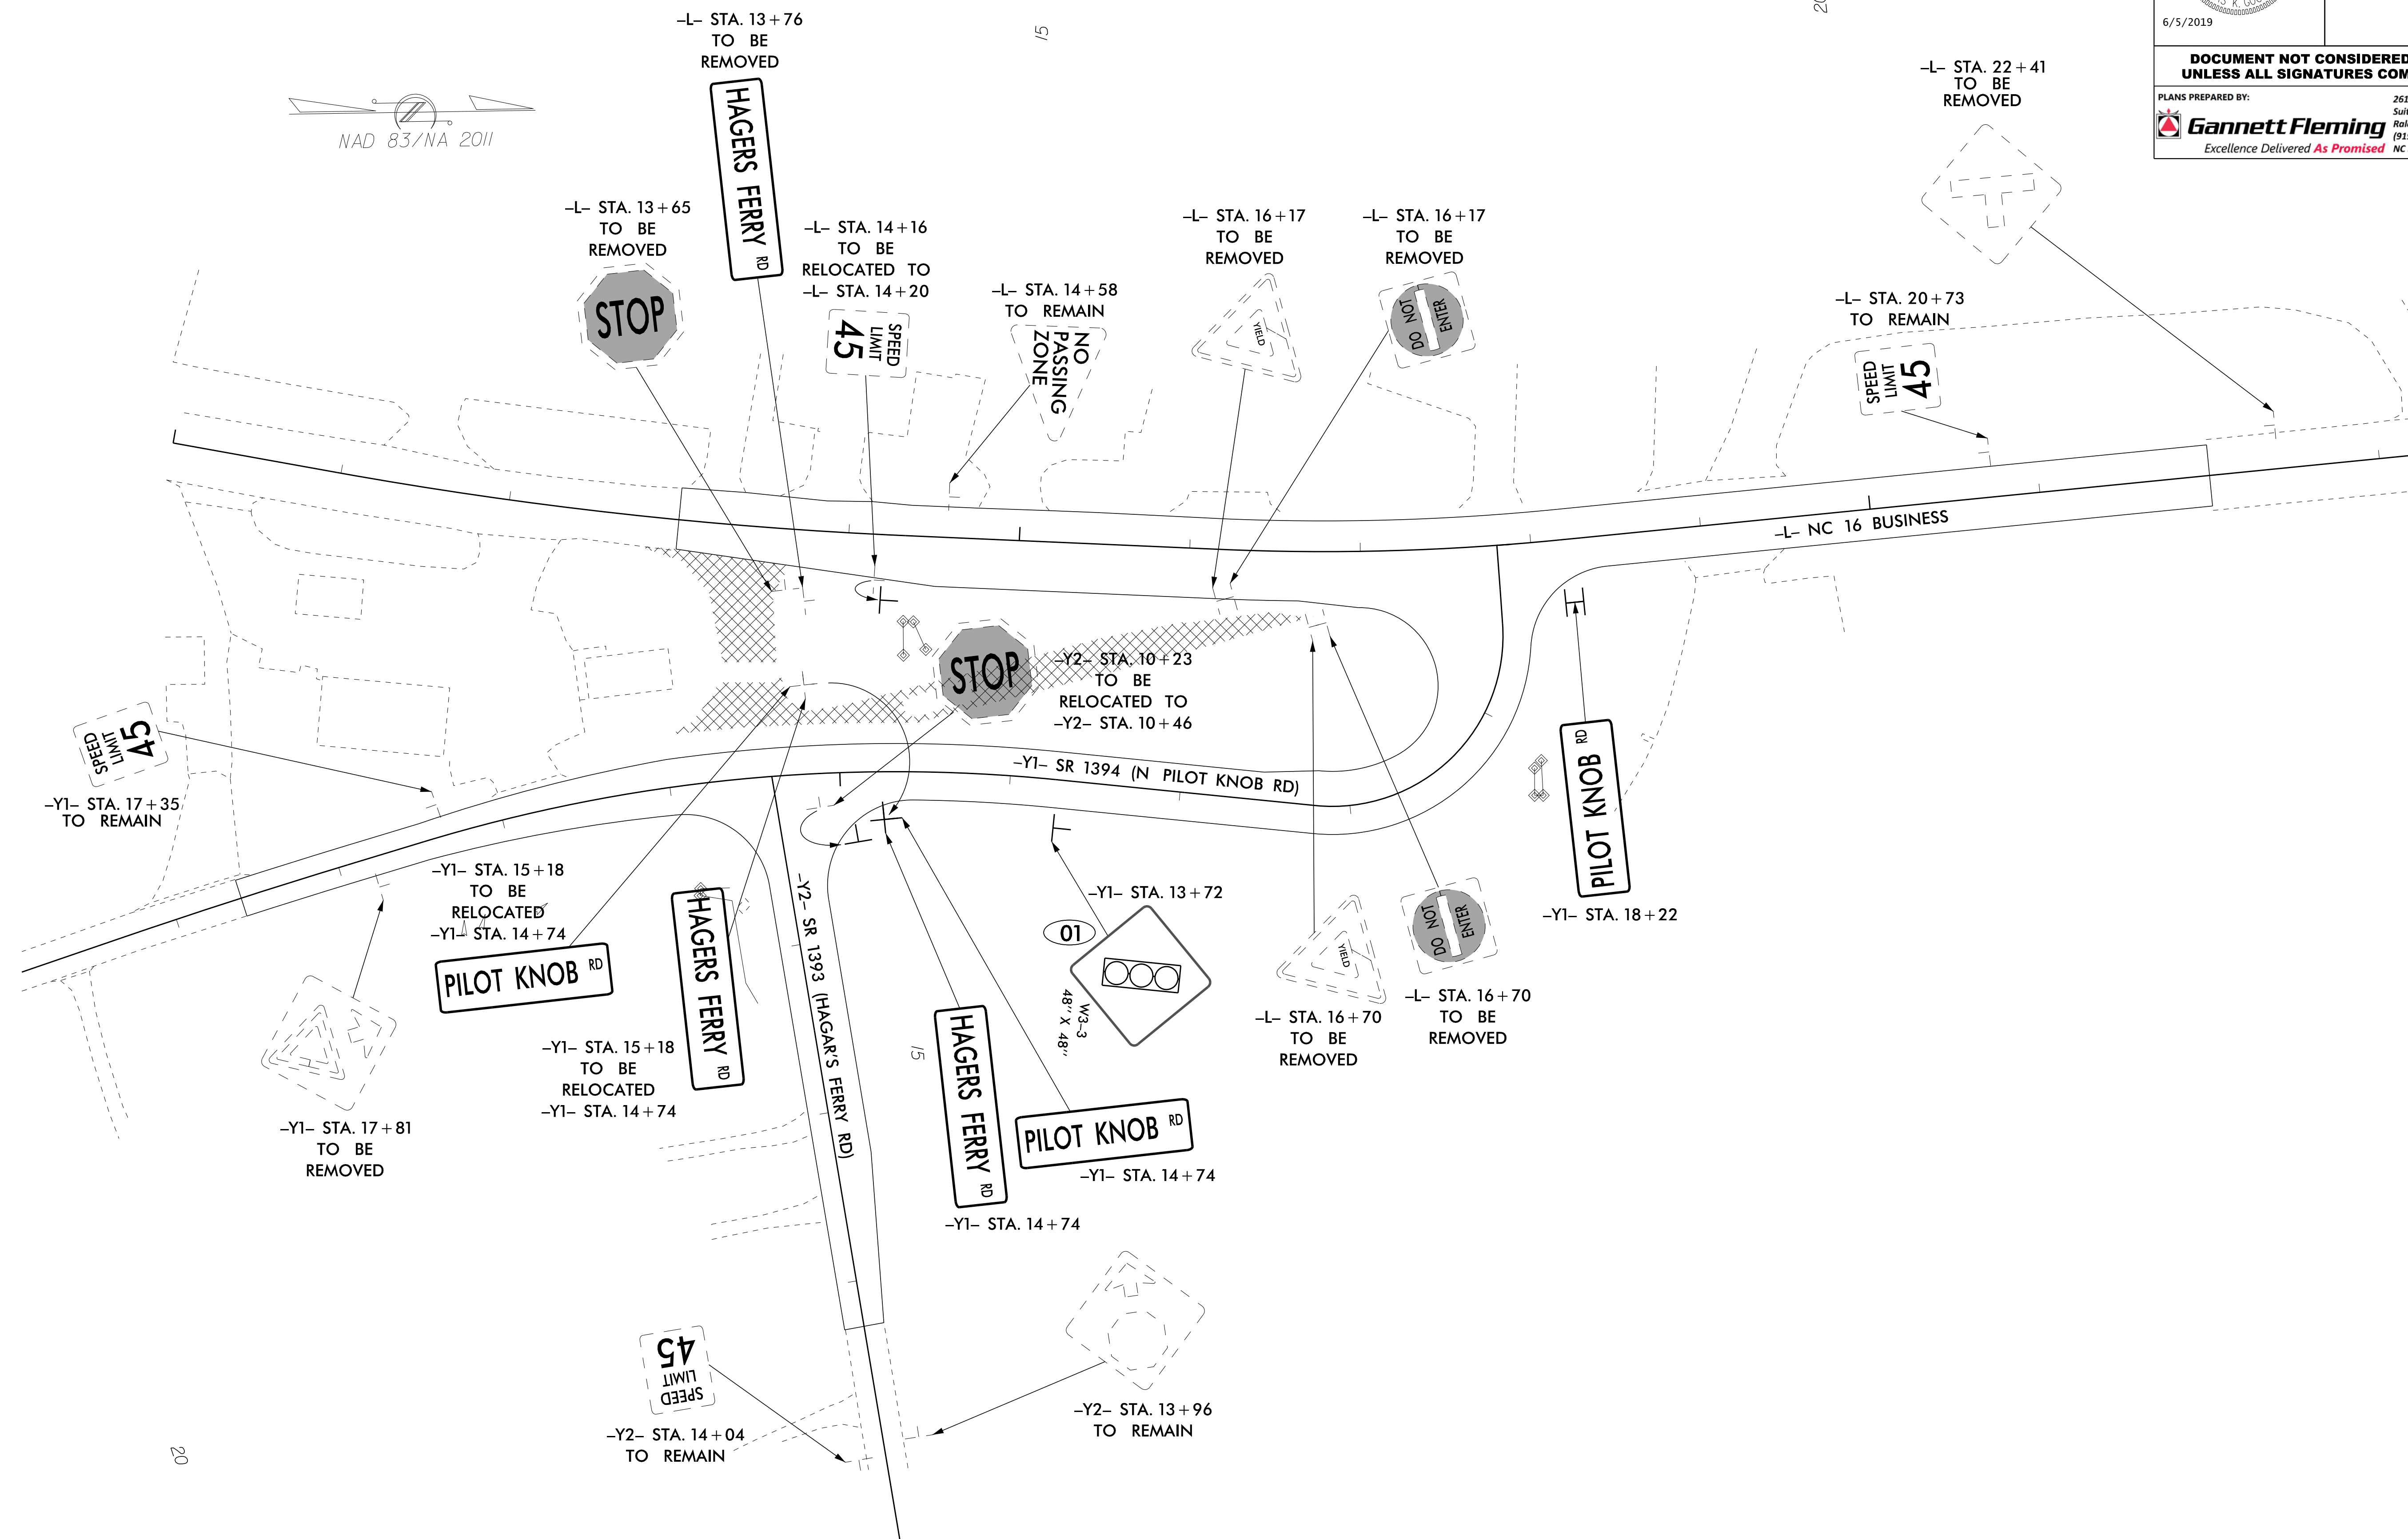 -L- STA. 13+76
TO BE
REMOVED
HAGERS FERRY RD
15
20
6/5/2019
DOCUMENT NOT CONSIDERED
UNLESS ALL SIGNATURES COM
PLANS PREPARED BY:
Gannett Fleming
Excellence Delivered As Promised
261
Suit
Rale
(919
NC
NAD 83/NA 2011
-L- STA. 22+41
TO BE
REMOVED
-L- STA. 13+65
TO BE
REMOVED
STOP
-L- STA. 14+16
TO BE
RELOCATED TO
-L- STA. 14+20
SPEED
LIMIT
45
-L- STA. 14+58
TO REMAIN
NO
PASSING
ZONE
-L- STA. 16+17
TO BE
REMOVED
YIELD
-L- STA. 16+17
TO BE
REMOVED
DO NOT
ENTER
-L- STA. 20+73
TO REMAIN
SPEED
LIMIT
45
-L- NC 16 BUSINESS
STOP
-Y2- STA. 10+23
TO BE
RELOCATED TO
-Y2- STA. 10+46
-Y1- SR 1394 (N PILOT KNOB RD)
SPEED
LIMIT
45
-Y1- STA. 17+35
TO REMAIN
-Y1- STA. 15+18
TO BE
RELOCATED
-Y1- STA. 14+74
PILOT KNOB RD
HAGERS FERRY RD
-Y1- STA. 15+18
TO BE
RELOCATED
-Y1- STA. 14+74
-Y2- SR 1393 (HAGAR'S FERRY RD)
-Y1- STA. 13+72
01
W3-3
48" X 48"
PILOT KNOB RD
-Y1- STA. 18+22
YIELD
-L- STA. 16+70
TO BE
REMOVED
DO NOT
ENTER
-L- STA. 16+70
TO BE
REMOVED
15
HAGERS FERRY RD
-Y1- STA. 14+74
PILOT KNOB RD
-Y1- STA. 14+74
-Y1- STA. 17+81
TO BE
REMOVED
SPEED
LIMIT
45
-Y2- STA. 14+04
TO REMAIN
-Y2- STA. 13+96
TO REMAIN
20